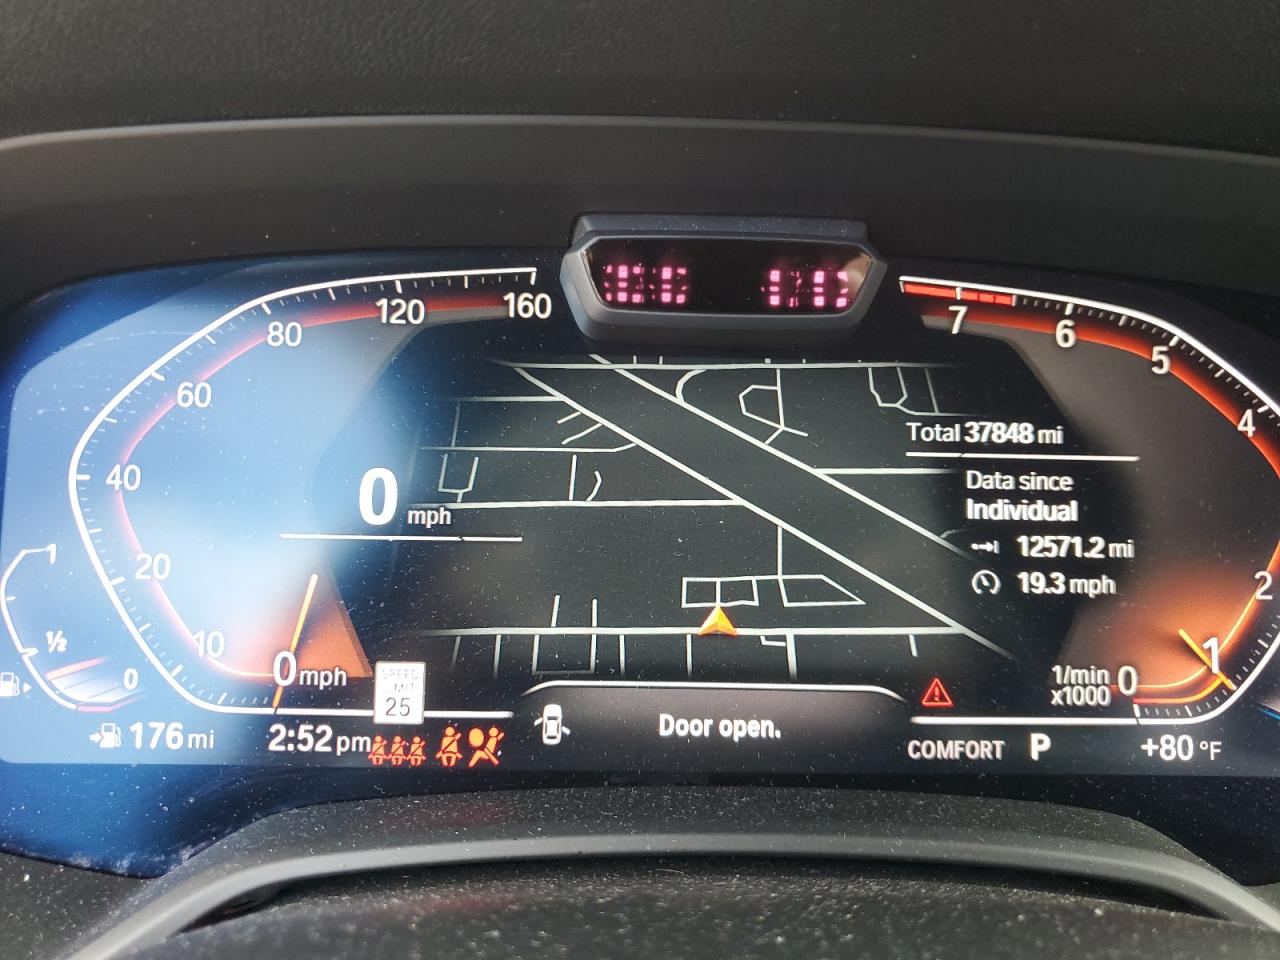 160
120
80
60
40
20
10
0 mph
0 mph
7
6
5
4
2
1
0
1/min
x1000
Total 37848 mi
Data since
Individual
12571.2 mi
19.3 mph
1
1/2
0
SPEED
LIMIT
25
176 mi
2:52 pm
Door open.
COMFORT P
+80 °F